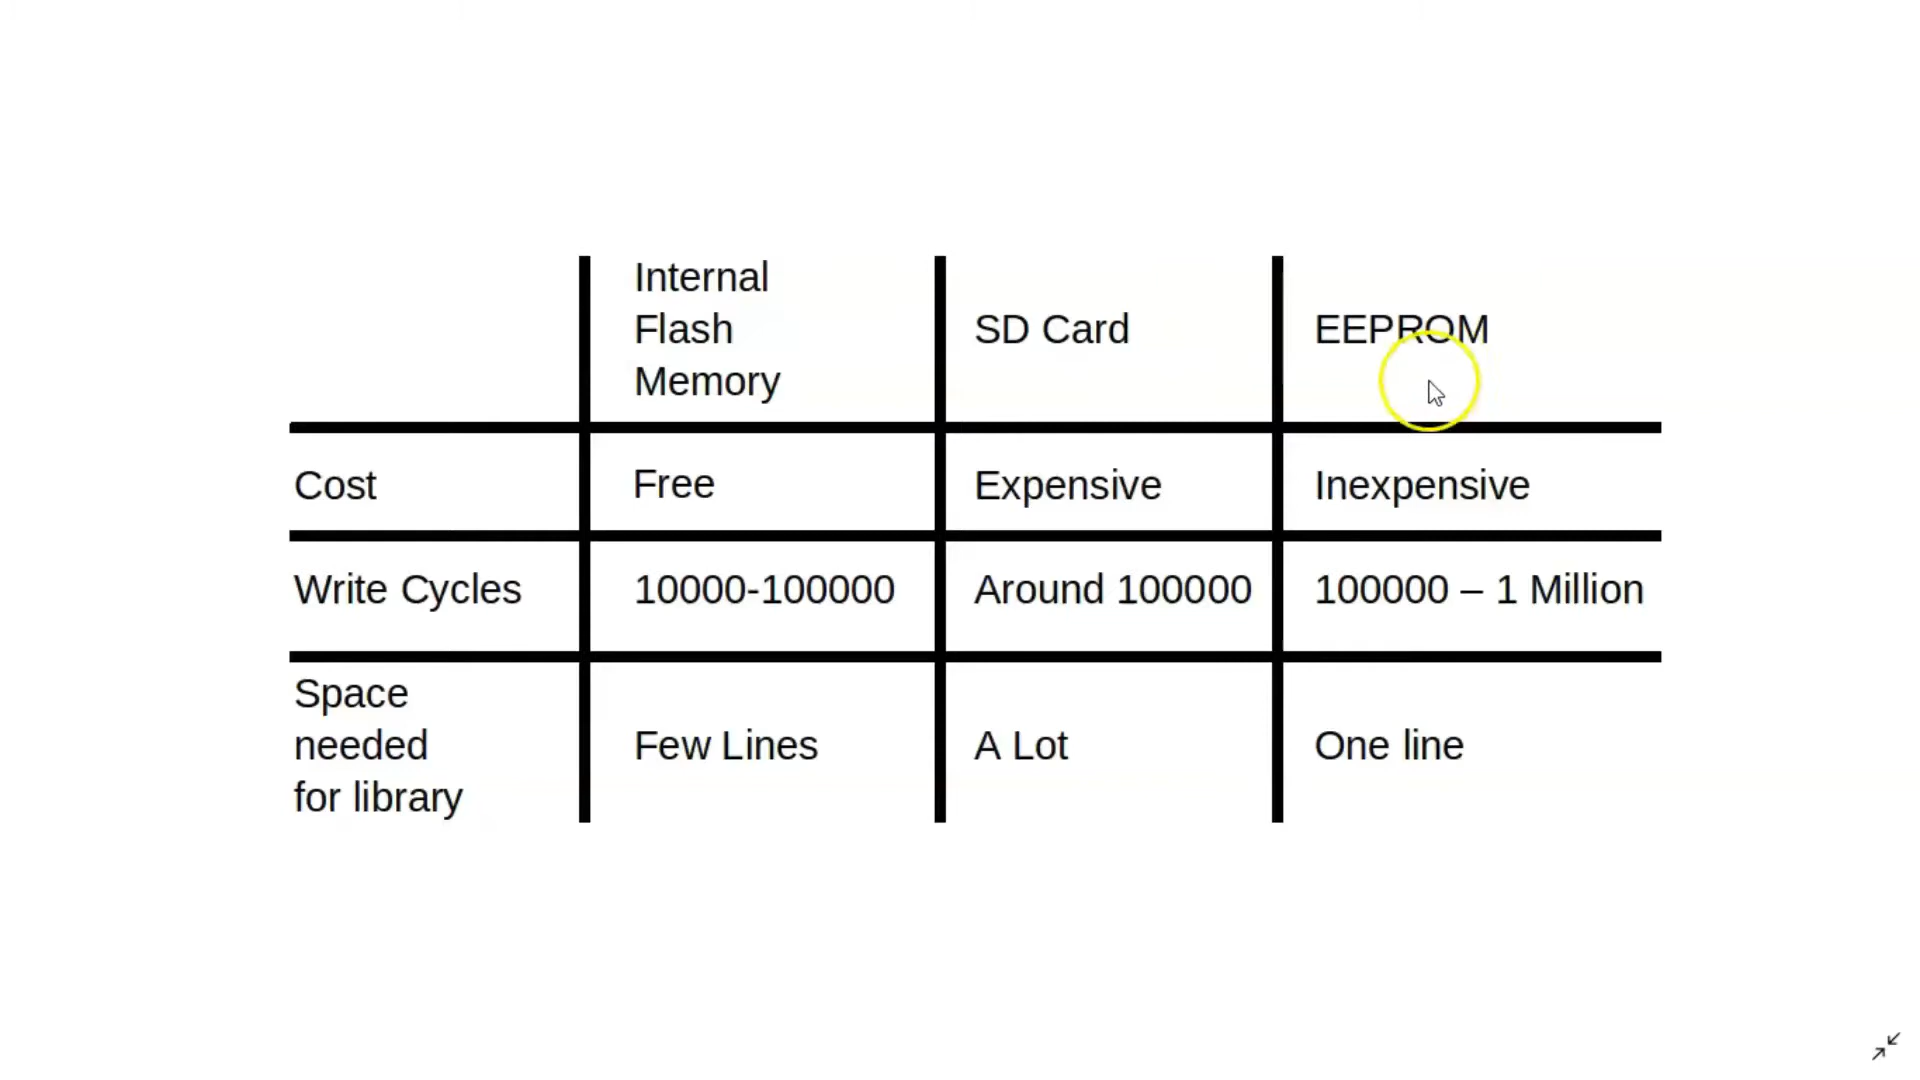 Internal
Flash
Memory
SD Card
EEPROM
Cost
Free
Expensive
Inexpensive
Write Cycles
10000-100000
Around 100000
100000 – 1 Million
Space
needed
for library
Few Lines
A Lot
One line